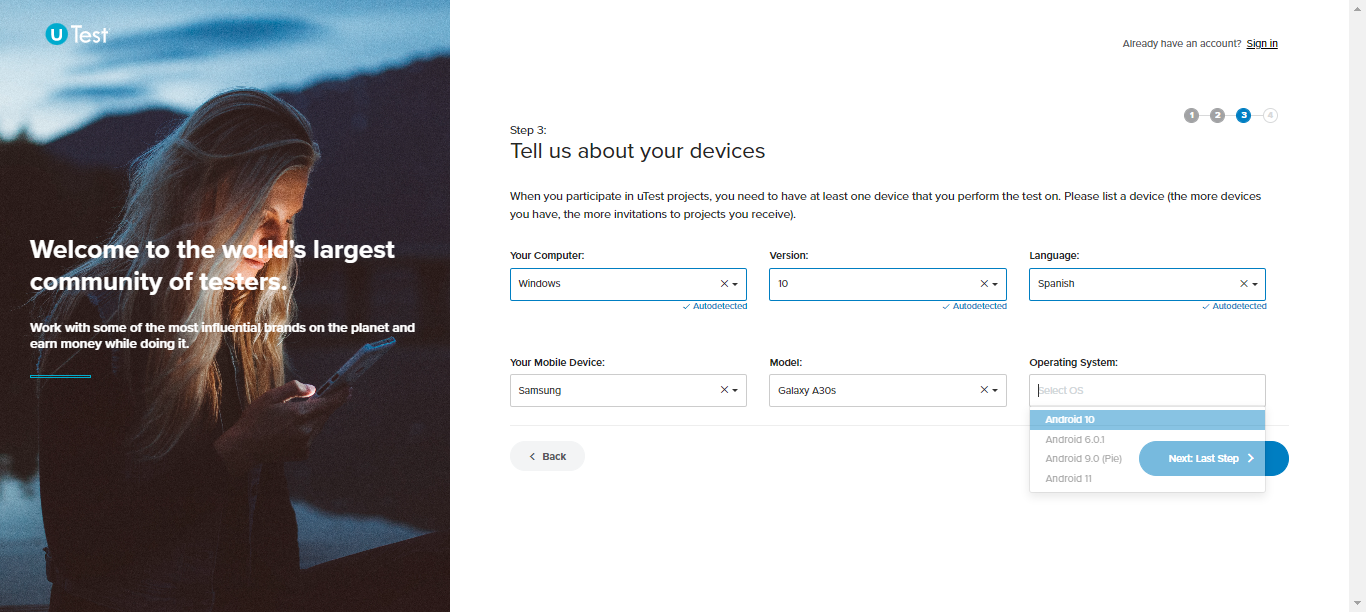 U Test
Already have an account? Sign in
1 2 3 4
Step 3:
Tell us about your devices
When you participate in uTest projects, you need to have at least one device that you perform the test on. Please list a device (the more devices
you have, the more invitations to projects you receive).
Welcome to the world's largest
community of testers.
Work with some of the most influential brands on the planet and
earn money while doing it.
Your Computer: Version: Language:
Windows 10 Spanish
Autodetected Autodetected Autodetected
Your Mobile Device: Model: Operating System:
Samsung Galaxy A30s Select OS
Android 10
Android 6.0.1
Android 9.0 (Pie)
Android 11
Back Next: Last Step